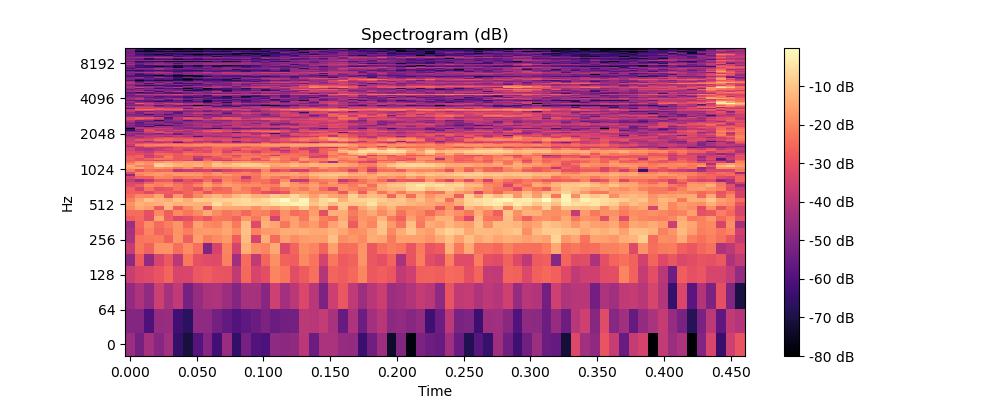 Spectrogram (dB)
8192
4096
2048
1024
512
256
128
64
0
Hz
0.000 0.050 0.100 0.150 0.200 0.250 0.300 0.350 0.400 0.450
Time
-10 dB
-20 dB
-30 dB
-40 dB
-50 dB
-60 dB
-70 dB
-80 dB